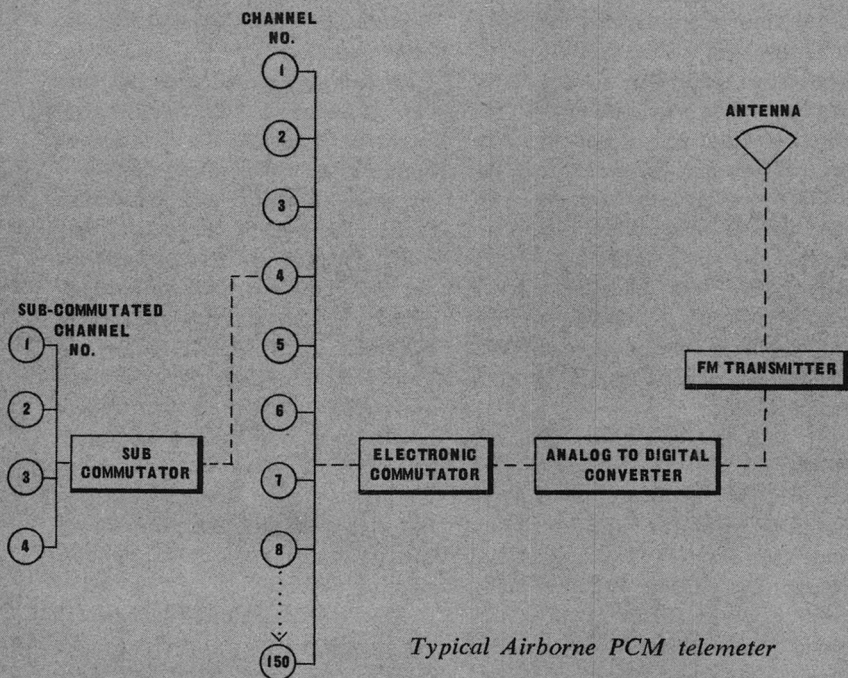 CHANNEL
NO.
1
2
3
4
5
6
7
8
150
SUB-COMMUTATED
CHANNEL
NO.
1
2
3
4
SUB
COMMUTATOR
ELECTRONIC
COMMUTATOR
ANALOG TO DIGITAL
CONVERTER
FM TRANSMITTER
ANTENNA
Typical Airborne PCM telemeter